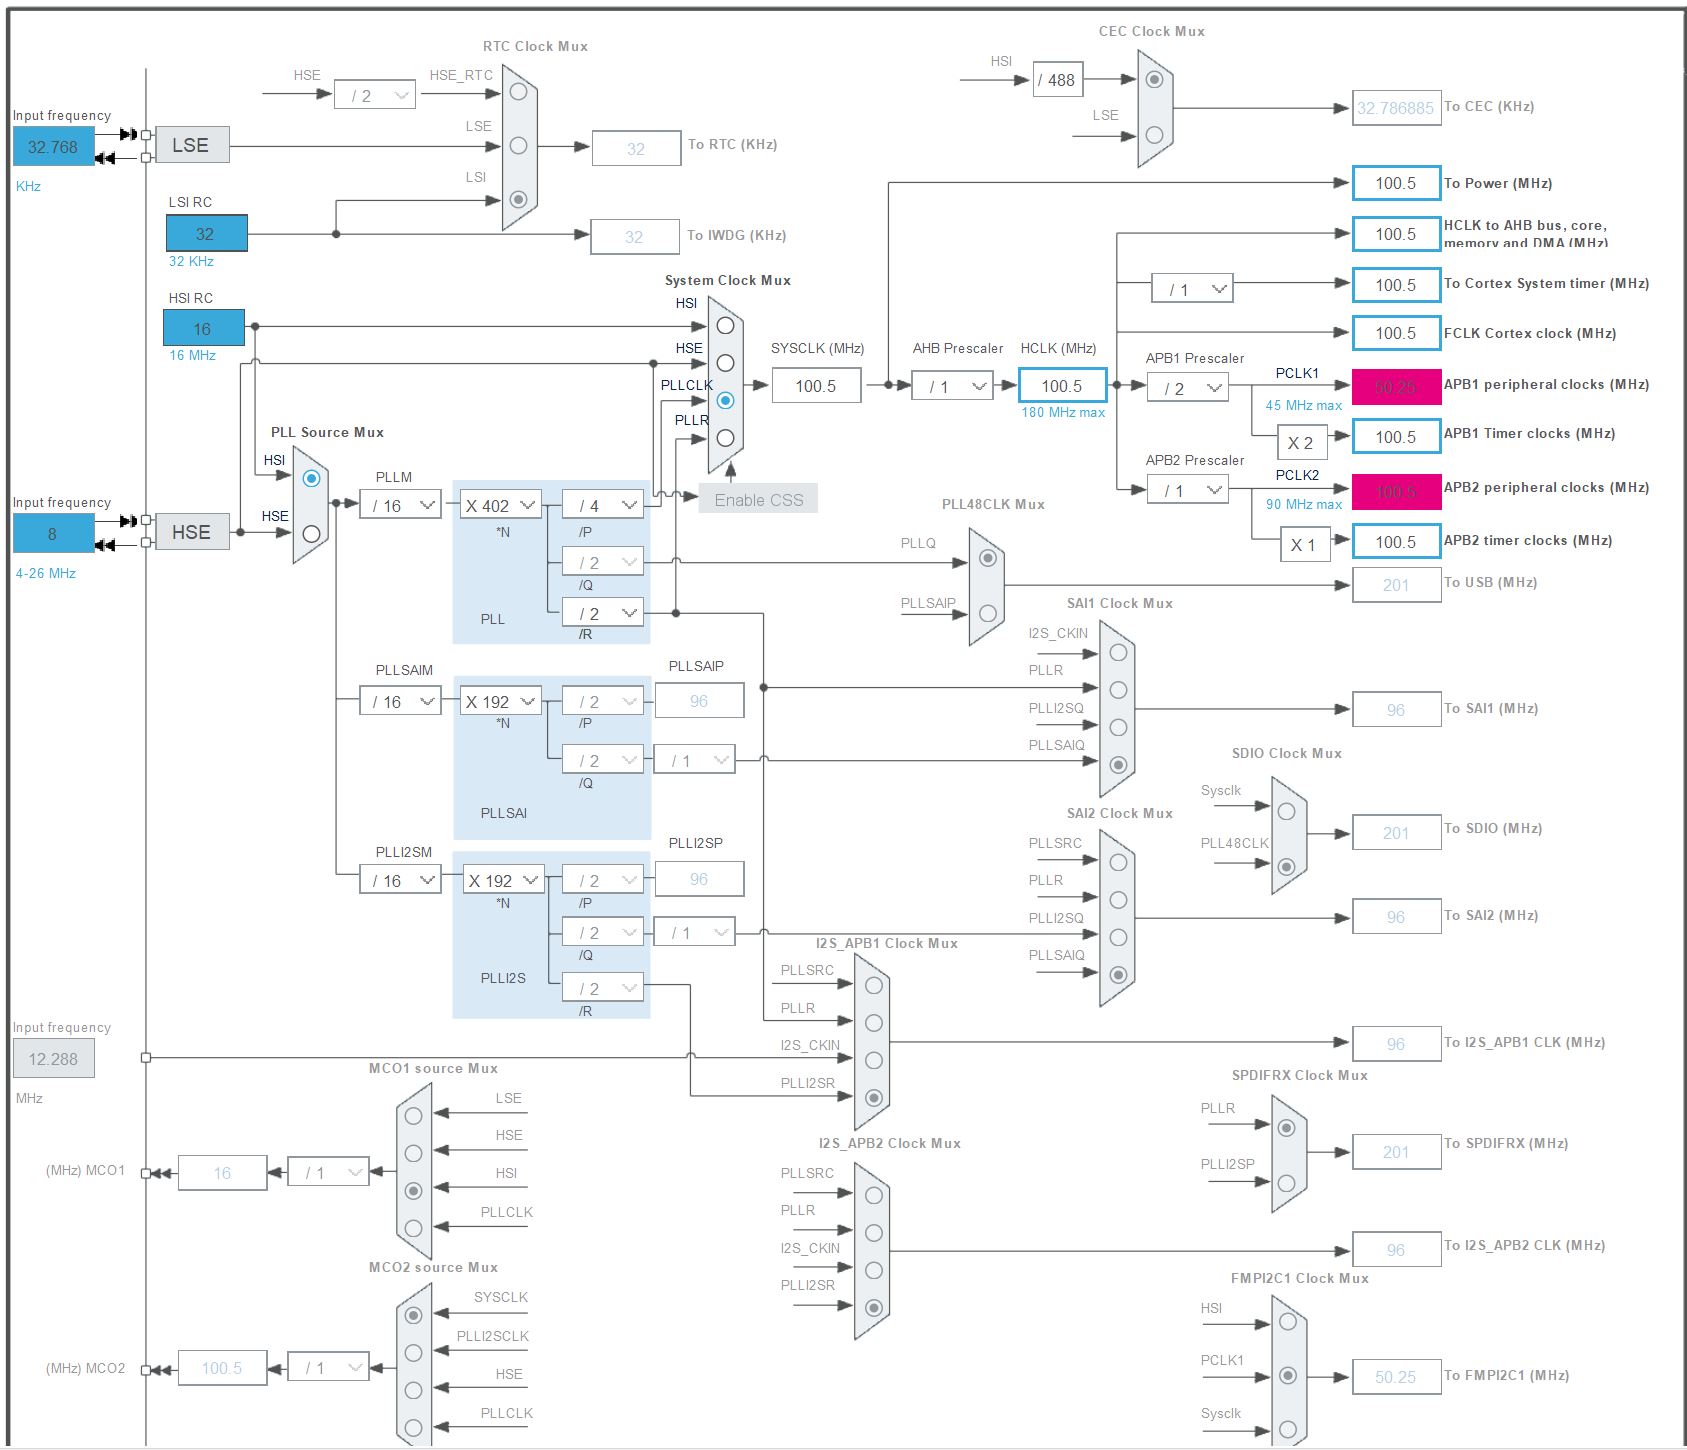 RTC Clock Mux
HSE
/ 2
HSE_RTC
LSE
LSI
32
To RTC (KHz)
Input frequency
32.768
KHz
LSE
LSI RC
32
32 KHz
32
To IWDG (KHz)
CEC Clock Mux
HSI
/ 488
LSE
32.786885
To CEC (KHz)
HSI RC
16
16 MHz
System Clock Mux
HSI
HSE
PLLCLK
PLLR
Enable CSS
SYSCLK (MHz)
100.5
AHB Prescaler
/ 1
HCLK (MHz)
100.5
180 MHz max
100.5
To Power (MHz)
100.5
HCLK to AHB bus, core,
memory and DMA (MHz)
/ 1
100.5
To Cortex System timer (MHz)
100.5
FCLK Cortex clock (MHz)
APB1 Prescaler
/ 2
PCLK1
45 MHz max
50.25
APB1 peripheral clocks (MHz)
X 2
100.5
APB1 Timer clocks (MHz)
APB2 Prescaler
/ 1
PCLK2
90 MHz max
100.5
APB2 peripheral clocks (MHz)
X 1
100.5
APB2 timer clocks (MHz)
PLL Source Mux
HSI
HSE
Input frequency
8
4-26 MHz
HSE
PLLM
/ 16
X 402
*N
/ 4
/P
/ 2
/Q
/ 2
/R
PLL
PLL48CLK Mux
PLLQ
PLLSAIP
201
To USB (MHz)
PLLSAIM
/ 16
X 192
*N
/ 2
/P
/ 2
/Q
PLLSAI
PLLSAIP
96
/ 1
SAI1 Clock Mux
I2S_CKIN
PLLR
PLLI2SQ
PLLSAIQ
96
To SAI1 (MHz)
SDIO Clock Mux
Sysclk
PLL48CLK
201
To SDIO (MHz)
PLLI2SM
/ 16
X 192
*N
/ 2
/P
/ 2
/Q
/ 2
/R
PLLI2S
PLLI2SP
96
/ 1
SAI2 Clock Mux
PLLSRC
PLLR
PLLI2SQ
PLLSAIQ
96
To SAI2 (MHz)
I2S_APB1 Clock Mux
PLLSRC
PLLR
I2S_CKIN
PLLI2SR
96
To I2S_APB1 CLK (MHz)
Input frequency
12.288
MHz
MCO1 source Mux
LSE
HSE
HSI
PLLCLK
(MHz) MCO1
16
/ 1
I2S_APB2 Clock Mux
PLLSRC
PLLR
I2S_CKIN
PLLI2SR
96
To I2S_APB2 CLK (MHz)
SPDIFRX Clock Mux
PLLR
PLLI2SP
201
To SPDIFRX (MHz)
MCO2 source Mux
SYSCLK
PLLI2SCLK
HSE
PLLCLK
(MHz) MCO2
100.5
/ 1
FMPI2C1 Clock Mux
HSI
PCLK1
Sysclk
50.25
To FMPI2C1 (MHz)